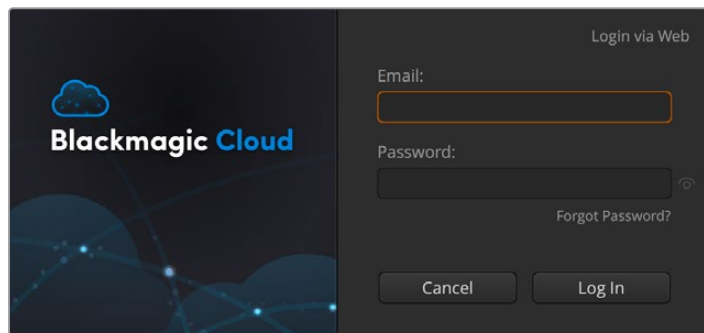 Blackmagic Cloud
Login via Web
Email:
Password:
Forgot Password?
Cancel
Log In